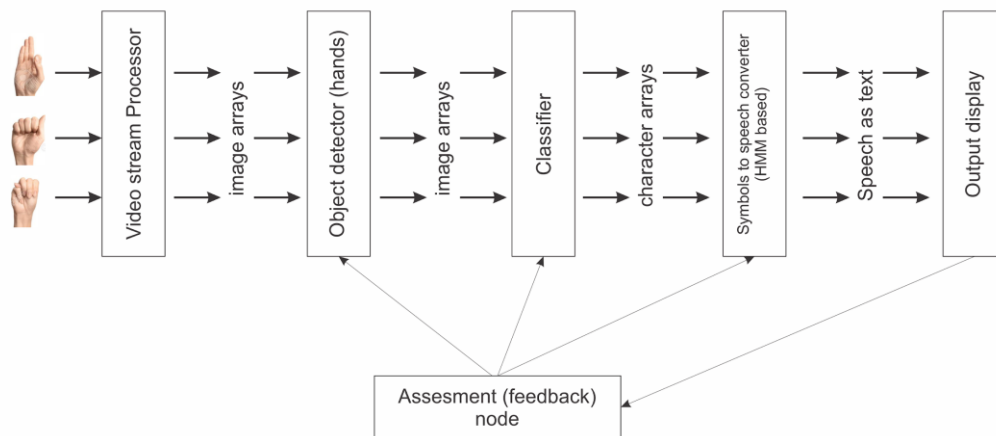 Video stream Processor
image arrays
Object detector (hands)
image arrays
Classifier
character arrays
Symbols to speech converter
(HMM based)
Speech as text
Output display
Assesment (feedback)
node